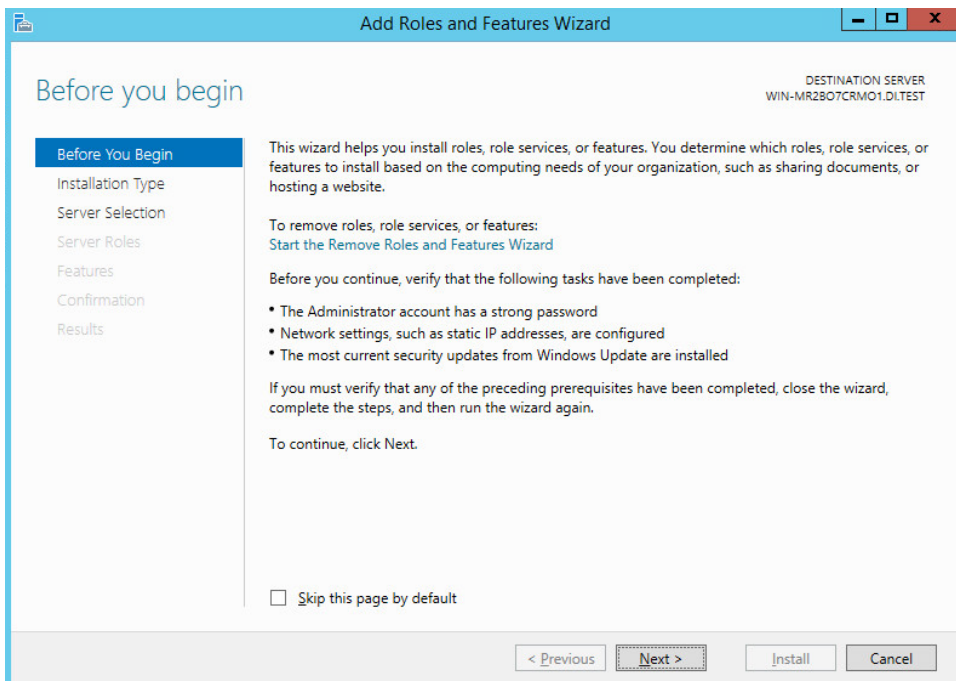 Add Roles and Features Wizard
Before you begin
DESTINATION SERVER
WIN-MR2BO7CRMO1.DI.TEST
Before You Begin
Installation Type
Server Selection
Server Roles
Features
Confirmation
Results
This wizard helps you install roles, role services, or features. You determine which roles, role services, or
features to install based on the computing needs of your organization, such as sharing documents, or
hosting a website.
To remove roles, role services, or features:
Start the Remove Roles and Features Wizard
Before you continue, verify that the following tasks have been completed:
• The Administrator account has a strong password
• Network settings, such as static IP addresses, are configured
• The most current security updates from Windows Update are installed
If you must verify that any of the preceding prerequisites have been completed, close the wizard,
complete the steps, and then run the wizard again.
To continue, click Next.
Skip this page by default
< Previous
Next >
Install
Cancel